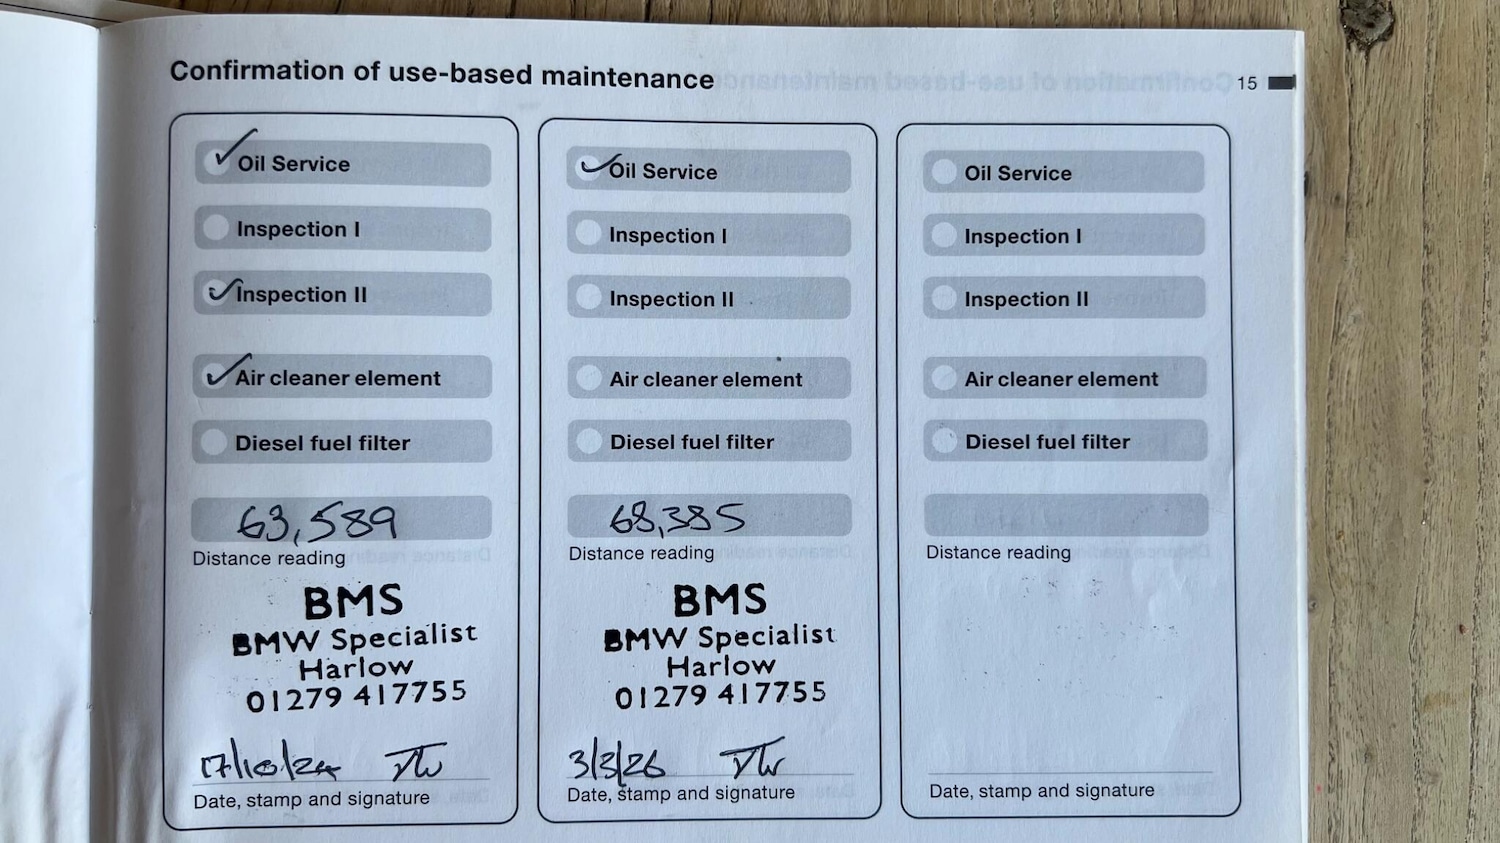 Confirmation of use-based maintenance
15
Oil Service
Inspection I
Inspection II
Air cleaner element
Diesel fuel filter
63,589
Distance reading
BMS
BMW Specialist
Harlow
01279 417755
17/10/24
Date, stamp and signature
Oil Service
Inspection I
Inspection II
Air cleaner element
Diesel fuel filter
68,385
Distance reading
BMS
BMW Specialist
Harlow
01279 417755
3/3/26
Date, stamp and signature
Oil Service
Inspection I
Inspection II
Air cleaner element
Diesel fuel filter
Distance reading
Date, stamp and signature